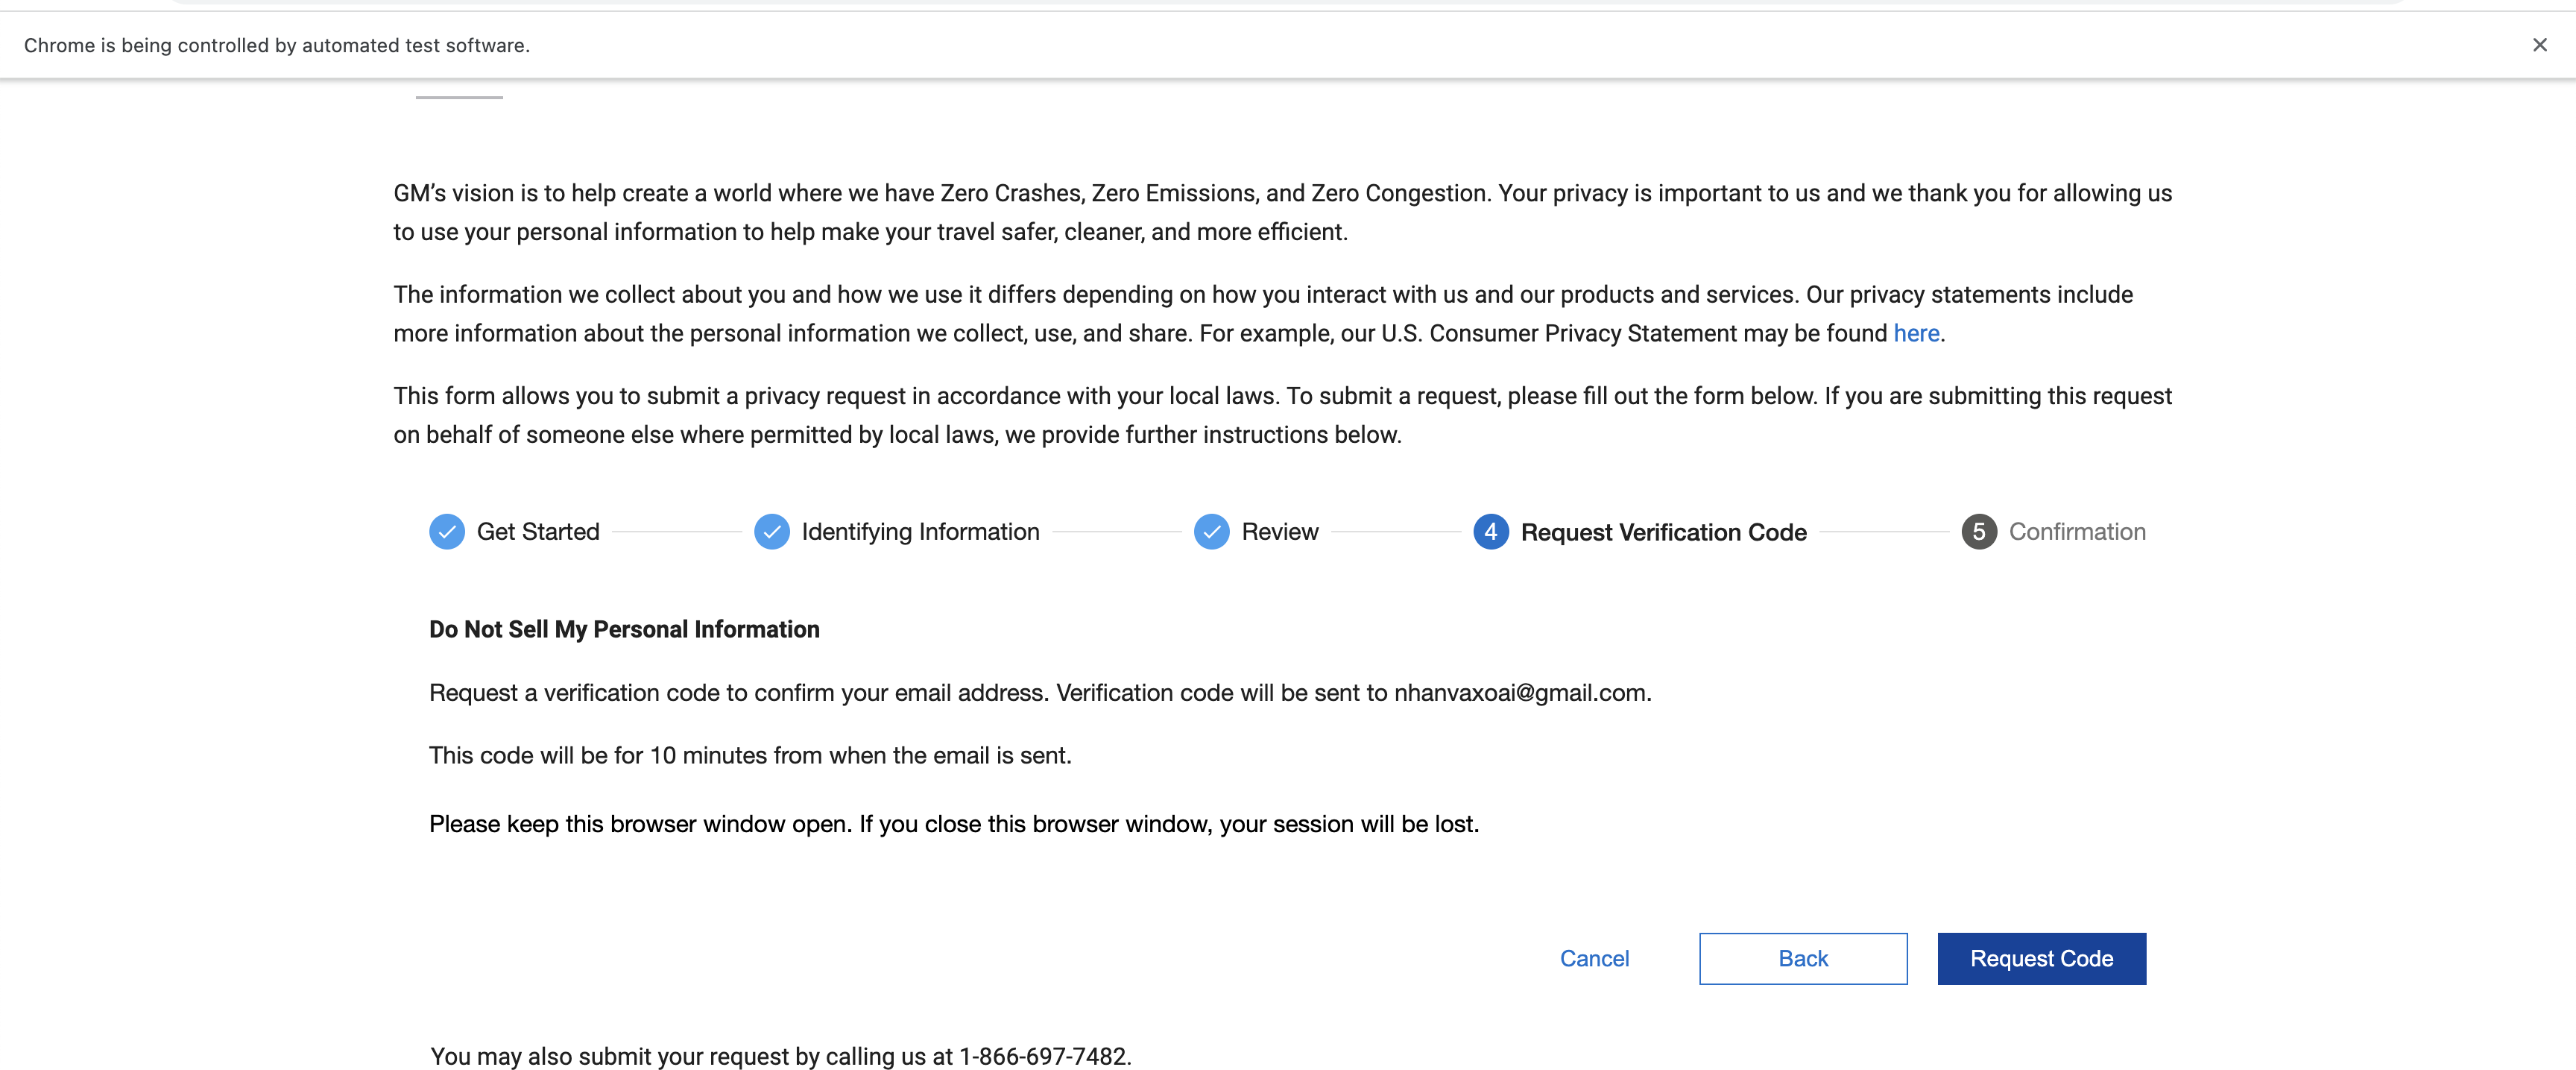 Chrome is being controlled by automated test software.
GM’s vision is to help create a world where we have Zero Crashes, Zero Emissions, and Zero Congestion. Your privacy is important to us and we thank you for allowing us
to use your personal information to help make your travel safer, cleaner, and more efficient.
The information we collect about you and how we use it differs depending on how you interact with us and our products and services. Our privacy statements include
more information about the personal information we collect, use, and share. For example, our U.S. Consumer Privacy Statement may be found here.
This form allows you to submit a privacy request in accordance with your local laws. To submit a request, please fill out the form below. If you are submitting this request
on behalf of someone else where permitted by local laws, we provide further instructions below.
Get Started Identifying Information Review 4 Request Verification Code 5 Confirmation
Do Not Sell My Personal Information
Request a verification code to confirm your email address. Verification code will be sent to nhanvaxoai@gmail.com.
This code will be for 10 minutes from when the email is sent.
Please keep this browser window open. If you close this browser window, your session will be lost.
Cancel Back Request Code
You may also submit your request by calling us at 1-866-697-7482.